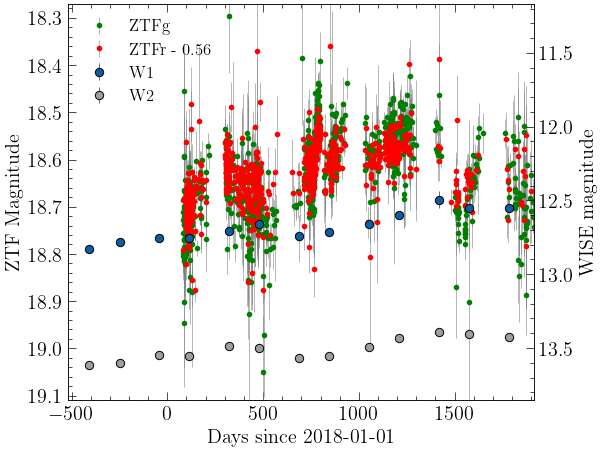 ZTFg
ZTFr - 0.56
W1
W2
18.3
18.4
18.5
18.6
18.7
18.8
18.9
19.0
19.1
ZTF Magnitude
11.5
12.0
12.5
13.0
13.5
WISE magnitude
−500
0
500
1000
1500
Days since 2018-01-01